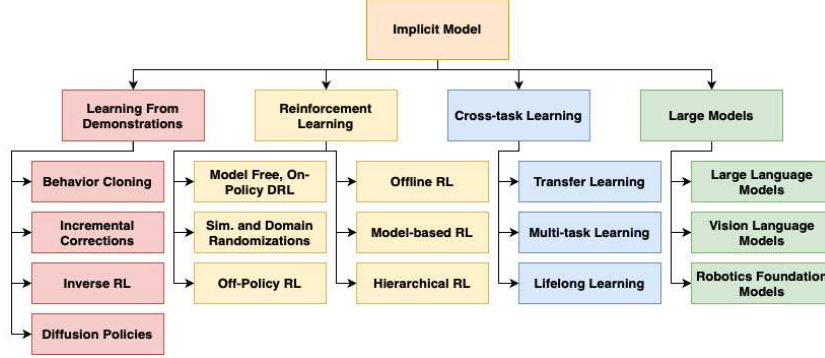 Implicit Model
Learning From
Demonstrations
Reinforcement
Learning
Cross-task Learning
Large Models
Behavior Cloning
Incremental
Corrections
Inverse RL
Diffusion Policies
Model Free, On-
Policy DRL
Sim. and Domain
Randomizations
Off-Policy RL
Offline RL
Model-based RL
Hierarchical RL
Transfer Learning
Multi-task Learning
Lifelong Learning
Large Language
Models
Vision Language
Models
Robotics Foundation
Models